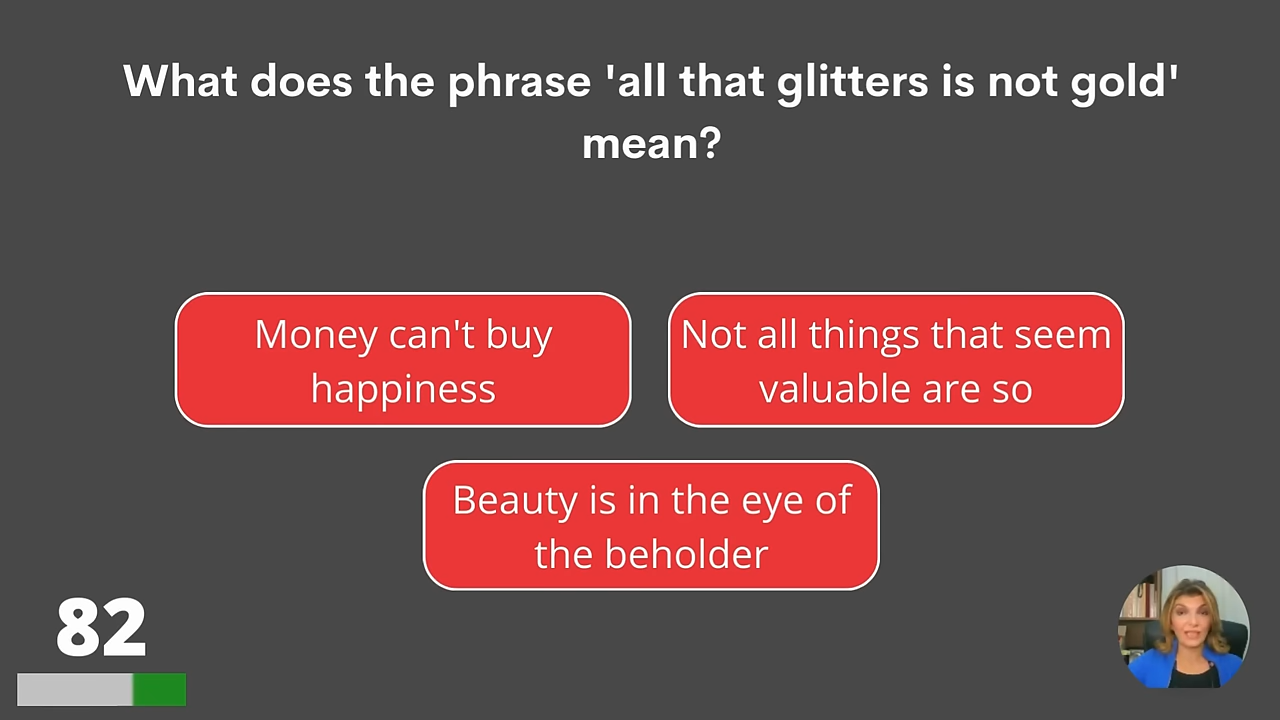 What does the phrase 'all that glitters is not gold'
mean?
Money can't buy
happiness
Not all things that seem
valuable are so
Beauty is in the eye of
the beholder
82